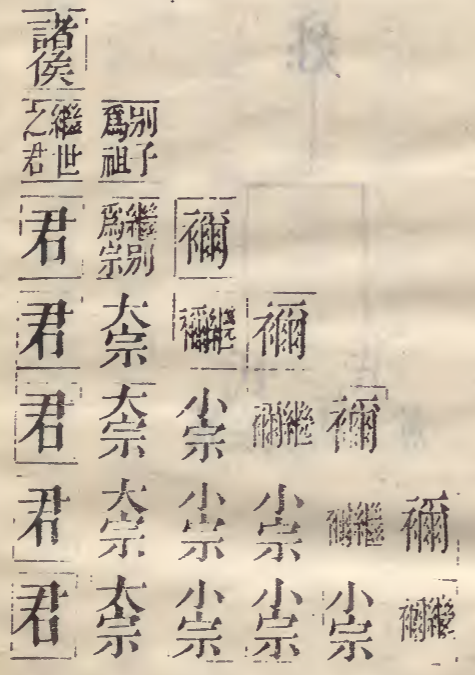 諸侯
繼世之君 別子爲祖
君 繼別爲宗 禰
君 大宗 繼禰 禰
君 大宗 小宗 繼禰 禰
君 大宗 小宗 小宗 繼禰 禰
君 大宗 小宗 小宗 小宗 繼禰